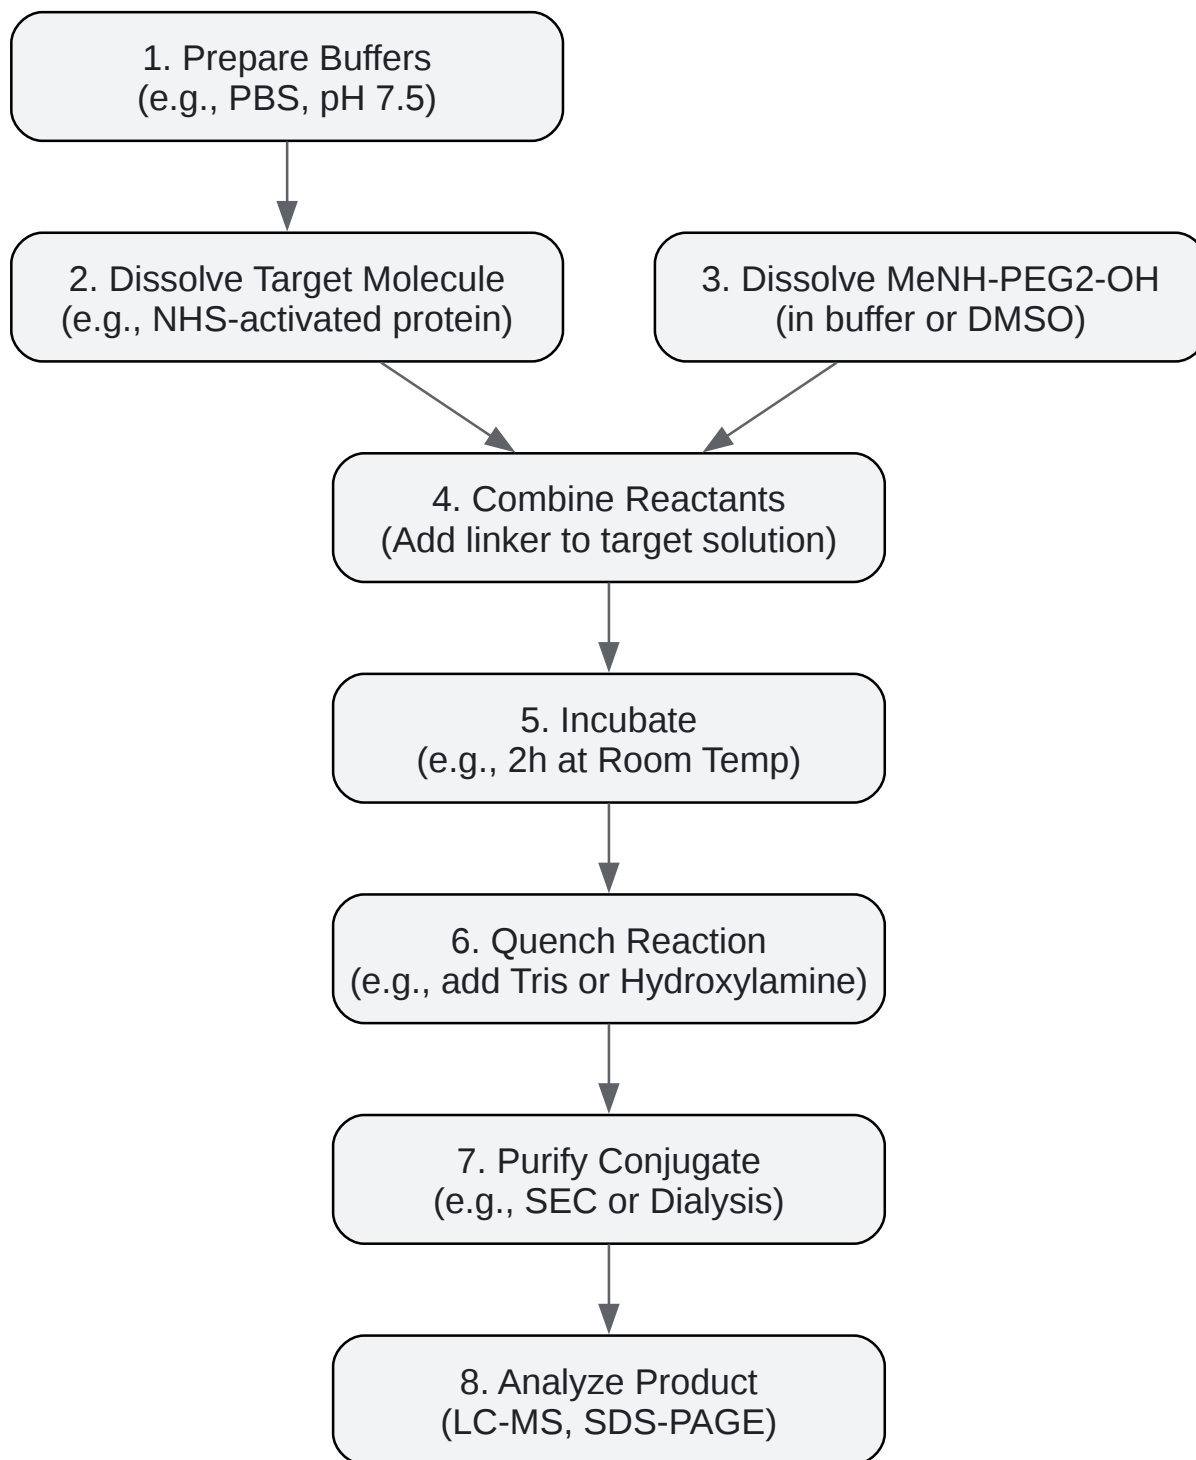 1. Prepare Buffers
(e.g., PBS, pH 7.5)
2. Dissolve Target Molecule
(e.g., NHS-activated protein)
3. Dissolve MeNH-PEG2-OH
(in buffer or DMSO)
4. Combine Reactants
(Add linker to target solution)
5. Incubate
(e.g., 2h at Room Temp)
6. Quench Reaction
(e.g., add Tris or Hydroxylamine)
7. Purify Conjugate
(e.g., SEC or Dialysis)
8. Analyze Product
(LC-MS, SDS-PAGE)